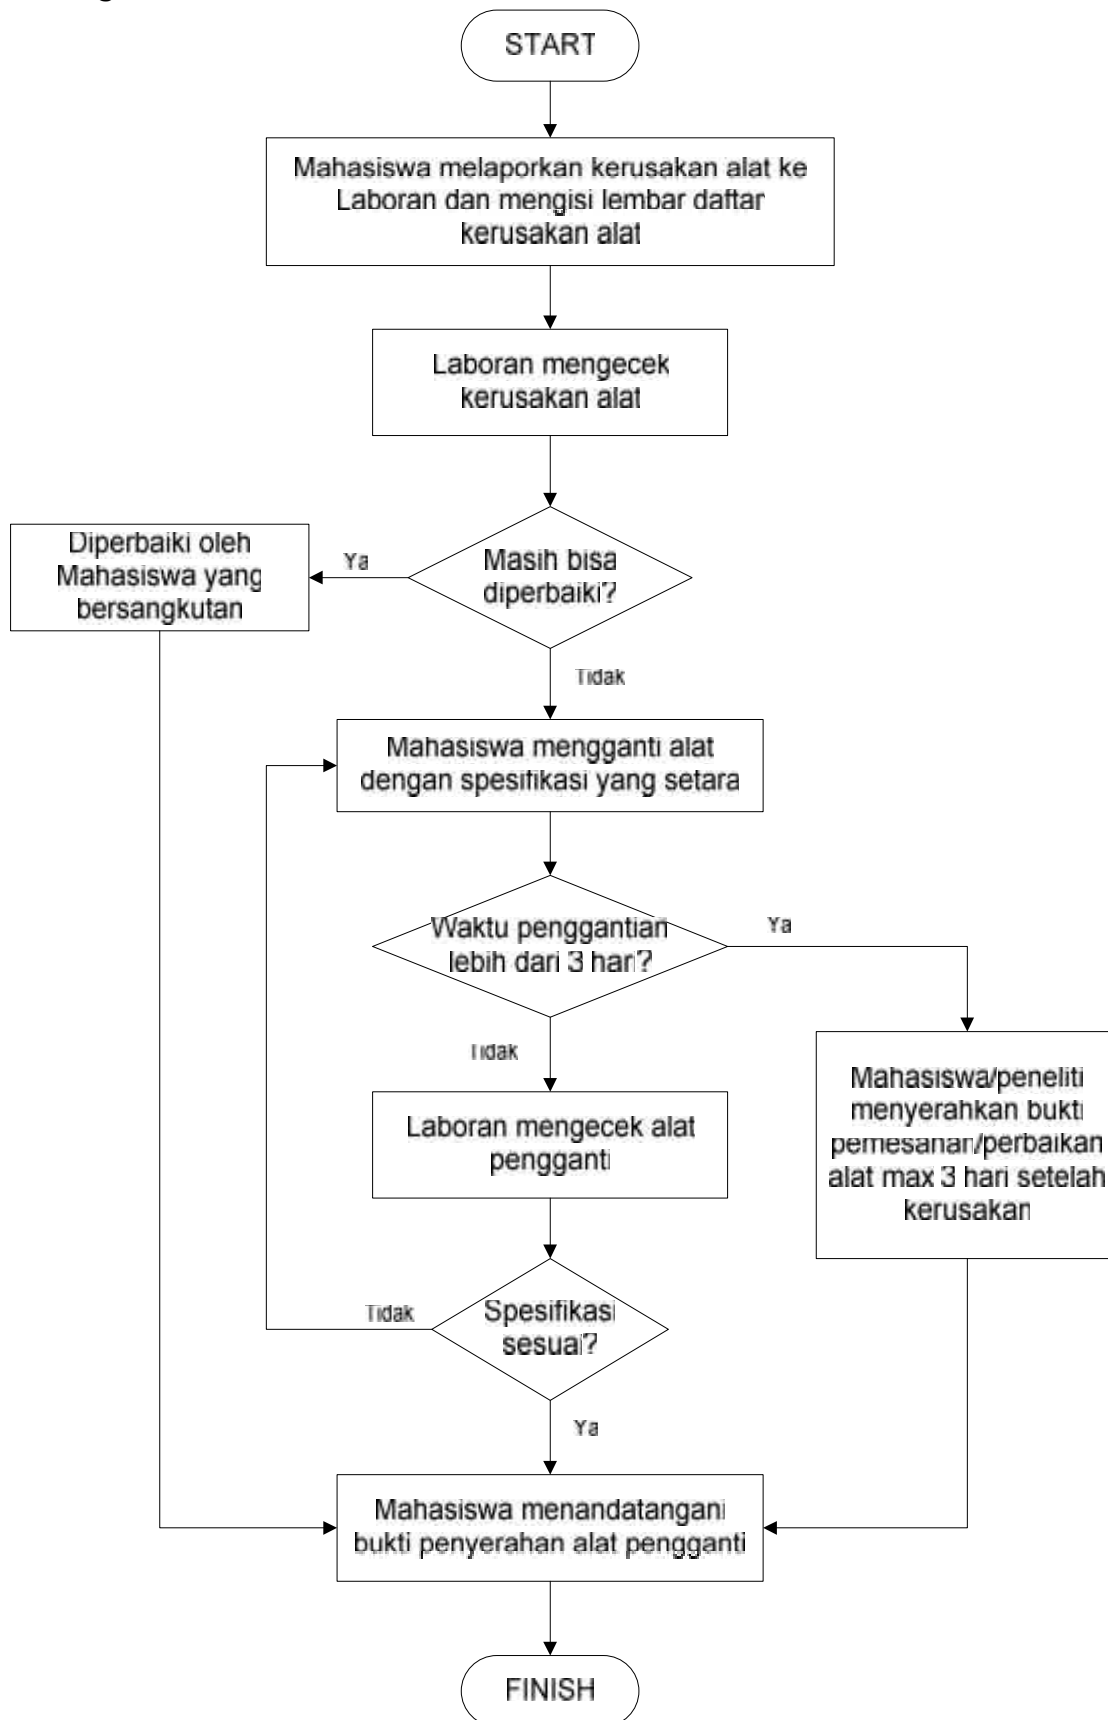 START
Mahasiswa melaporkan kerusakan alat ke
Laboran dan mengisi lembar daftar
kerusakan alat
Laboran mengecek
kerusakan alat
Diperbaiki oleh
Mahasiswa yang
bersangkutan
Ya
Masih bisa
diperbaiki?
Tidak
Mahasiswa mengganti alat
dengan spesifikasi yang setara
Waktu penggantian
lebih dari 3 hari?
Ya
Tidak
Mahasiswa/peneliti
menyerahkan bukti
pemesanan/perbaikan
alat max 3 hari setelah
kerusakan
Laboran mengecek alat
pengganti
Spesifikasi
sesuai?
Tidak
Ya
Mahasiswa menandatangani
bukti penyerahan alat pengganti
FINISH